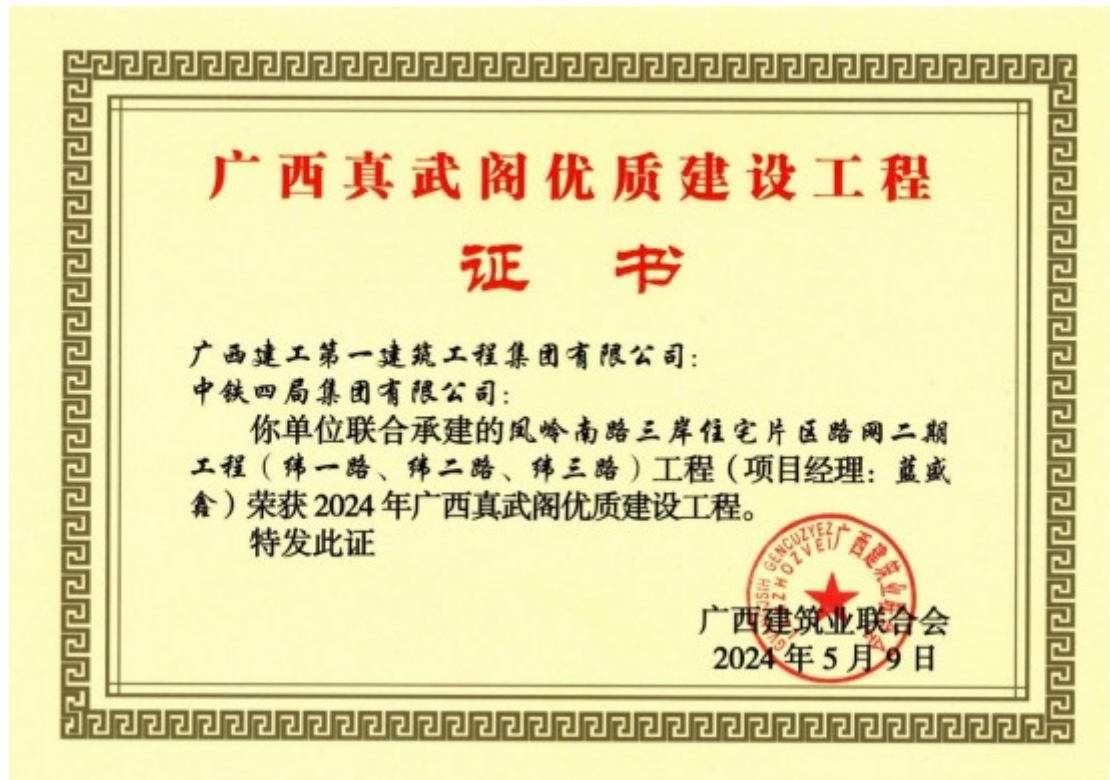 广西真武阁优质建设工程
证 书
广西建工第一建筑工程集团有限公司:
中铁四局集团有限公司:
你单位联合承建的凤岭南路三岸住宅片区路网二期
工程(纬一路、纬二路、纬三路)工程(项目经理:蓝盛
鑫)荣获2024年广西真武阁优质建设工程。
特发此证
广西建筑业联合会
2024年5月9日